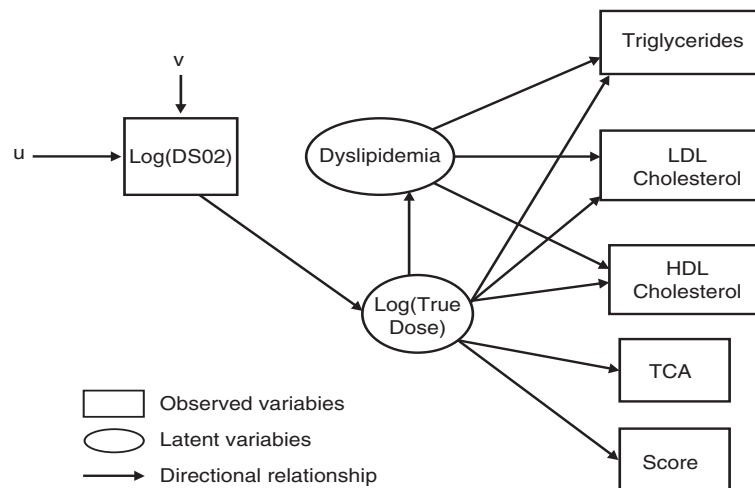 Triglycerides
v
u
Log(DS02)
Dyslipidemia
LDL
Cholesterol
HDL
Cholesterol
Log(True
Dose)
TCA
Score
Observed variables
Latent variables
Directional relationship